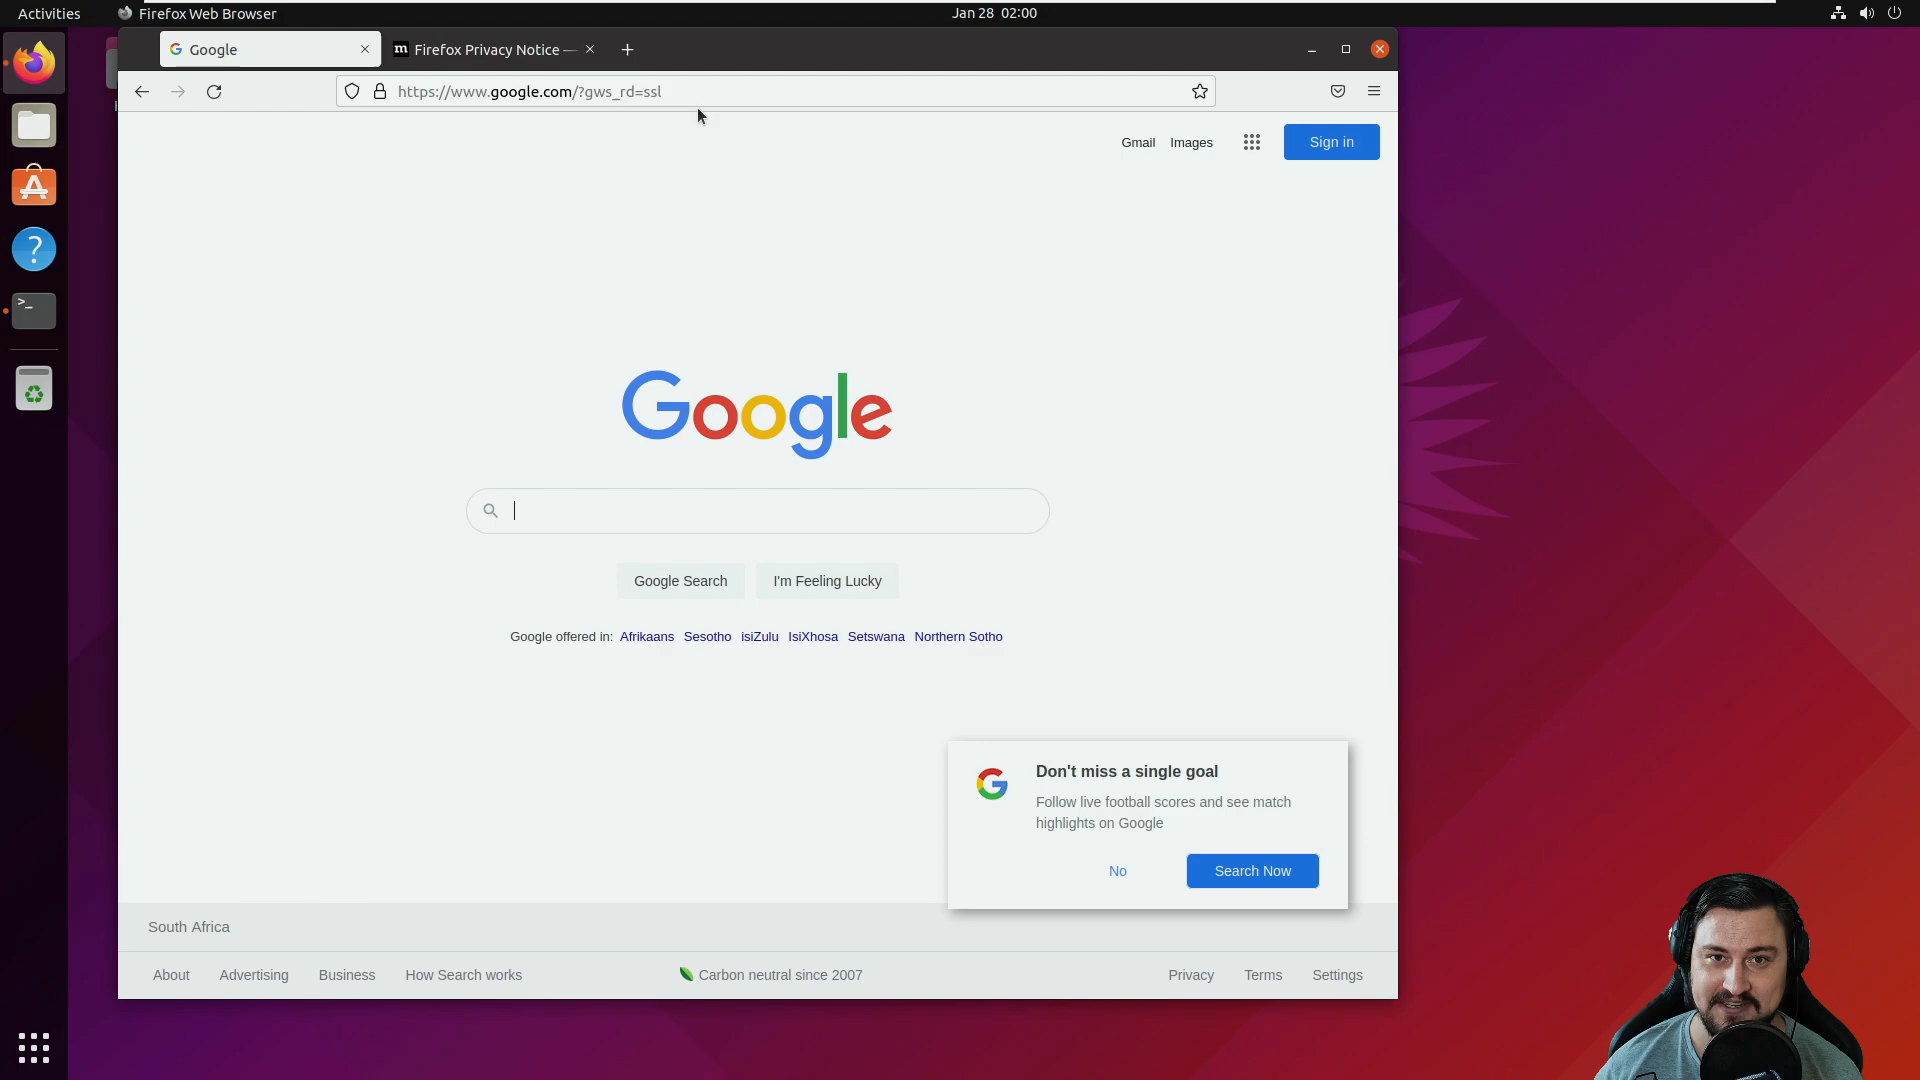 Activities
Firefox Web Browser
Jan 28 02:00
Google
m Firefox Privacy Notice —
https://www.google.com/?gws_rd=ssl
Gmail Images
Sign in
Google
Google Search
I'm Feeling Lucky
Google offered in: Afrikaans Sesotho isiZulu IsiXhosa Setswana Northern Sotho
Don't miss a single goal
Follow live football scores and see match
highlights on Google
No
Search Now
South Africa
About Advertising Business How Search works
Carbon neutral since 2007
Privacy Terms Settings